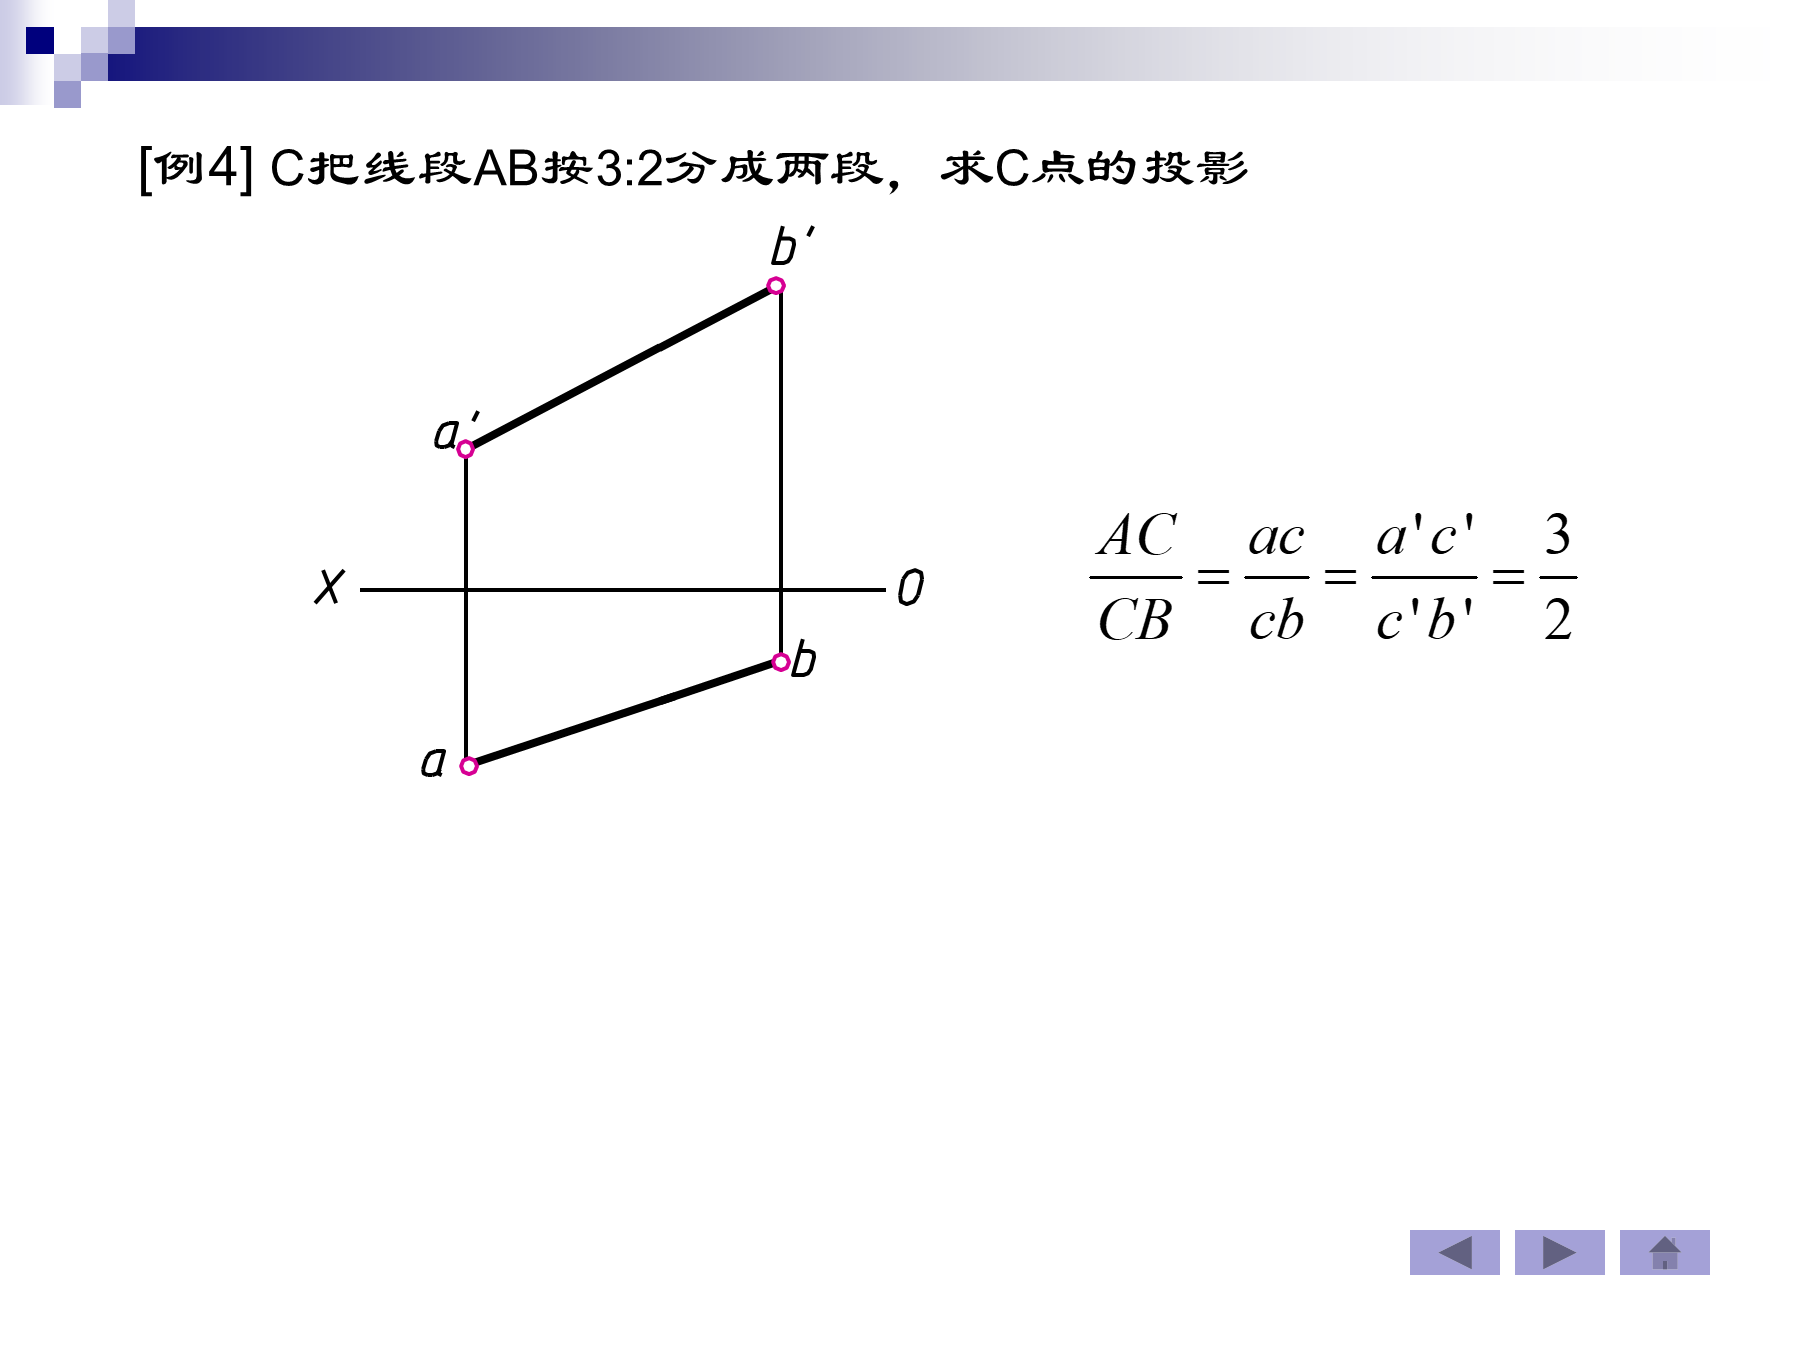 [例4] C把线段AB按3:2分成两段，求C点的投影
b'
a'
X
O
b
a
AC/CB = ac/cb = a'c'/c'b' = 3/2